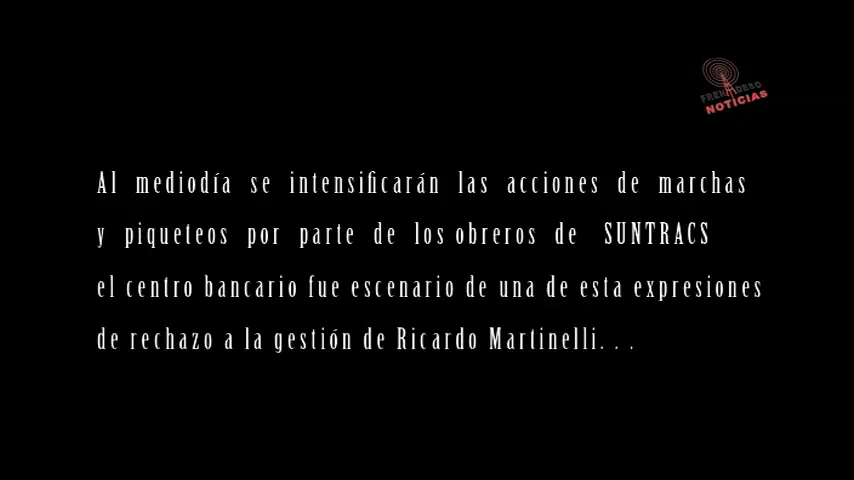 FRENADESO
NOTICIAS
Al mediodía se intensificarán las acciones de marchas
y piqueteos por parte de los obreros de SUNTRACS
el centro bancario fue escenario de una de esta expresiones
de rechazo a la gestión de Ricardo Martinelli. . .